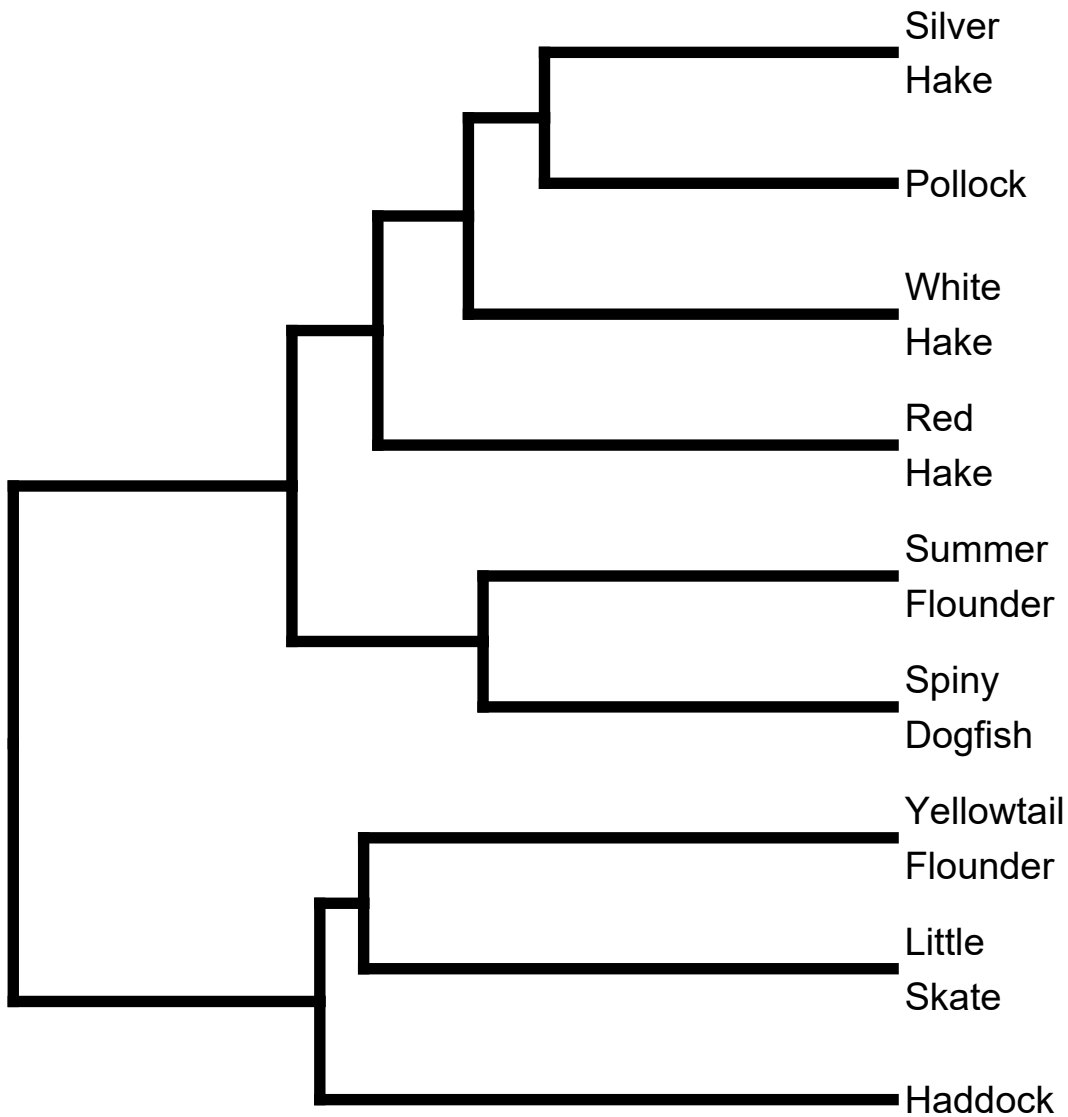 Silver
Hake
Pollock
White
Hake
Red
Hake
Summer
Flounder
Spiny
Dogfish
Yellowtail
Flounder
Little
Skate
Haddock